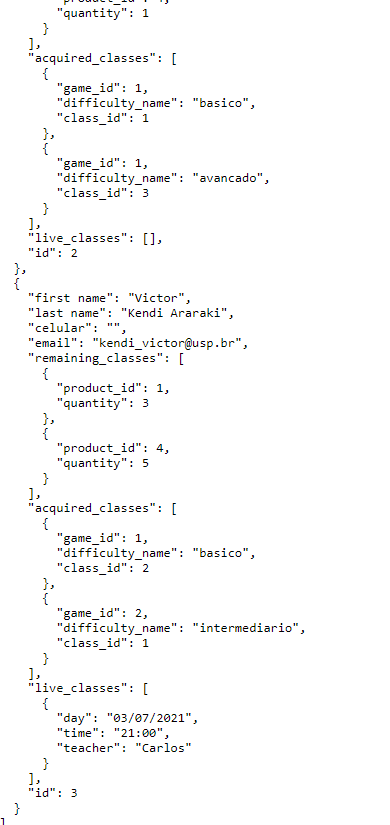 "quantity": 1
}
],
"acquired_classes": [
{
"game_id": 1,
"difficulty_name": "basico",
"class_id": 1
},
{
"game_id": 1,
"difficulty_name": "avancado",
"class_id": 3
}
],
"live_classes": [],
"id": 2
},
{
"first name": "Victor",
"last name": "Kendi Araraki",
"celular": "",
"email": "kendi_victor@usp.br",
"remaining_classes": [
{
"product_id": 1,
"quantity": 3
},
{
"product_id": 4,
"quantity": 5
}
],
"acquired_classes": [
{
"game_id": 1,
"difficulty_name": "basico",
"class_id": 2
},
{
"game_id": 2,
"difficulty_name": "intermediario",
"class_id": 1
}
],
"live_classes": [
{
"day": "03/07/2021",
"time": "21:00",
"teacher": "Carlos"
}
],
"id": 3
}
]